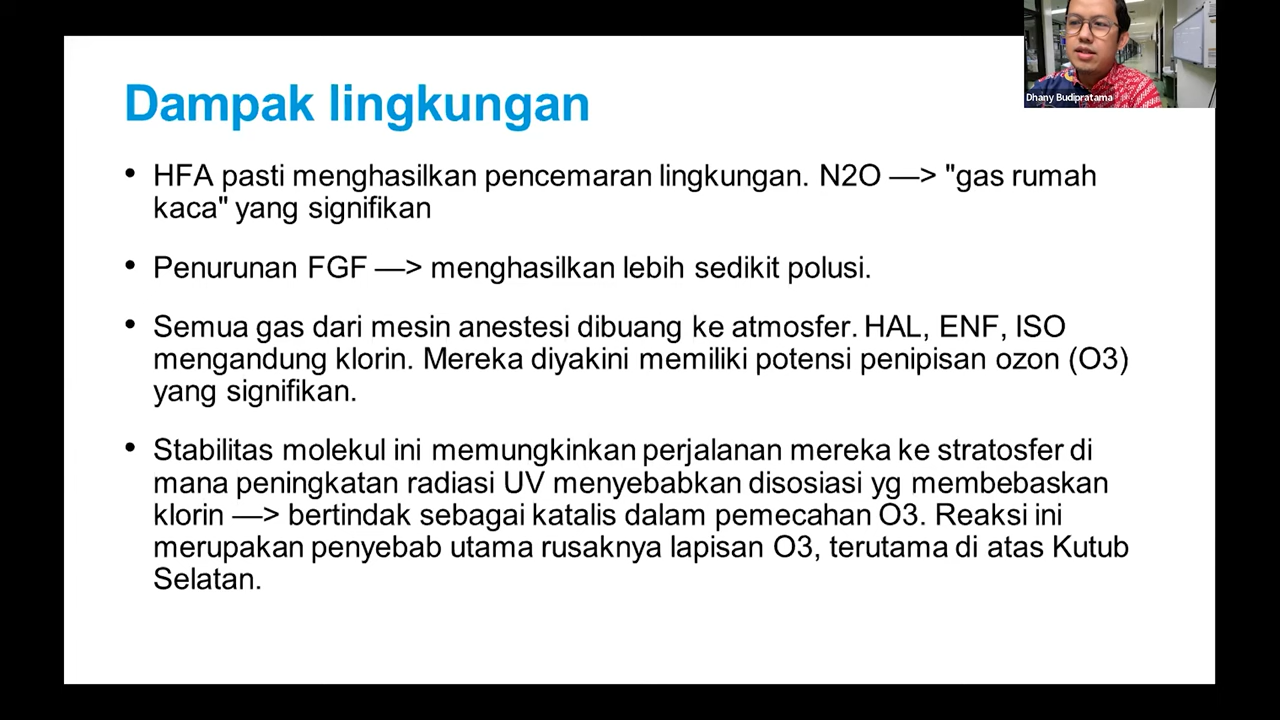 Dampak lingkungan
• HFA pasti menghasilkan pencemaran lingkungan. N2O —> "gas rumah
kaca" yang signifikan
• Penurunan FGF —> menghasilkan lebih sedikit polusi.
• Semua gas dari mesin anestesi dibuang ke atmosfer. HAL, ENF, ISO
mengandung klorin. Mereka diyakini memiliki potensi penipisan ozon (O3)
yang signifikan.
• Stabilitas molekul ini memungkinkan perjalanan mereka ke stratosfer di
mana peningkatan radiasi UV menyebabkan disosiasi yg membebaskan
klorin —> bertindak sebagai katalis dalam pemecahan O3. Reaksi ini
merupakan penyebab utama rusaknya lapisan O3, terutama di atas Kutub
Selatan.
Dhany Budipratama